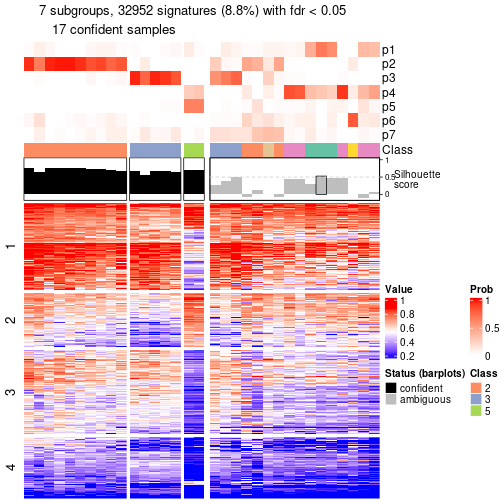 7 subgroups, 32952 signatures (8.8%) with fdr < 0.05
17 confident samples
p1
p2
p3
p4
p5
p6
p7
Class
1
0.5
0
Silhouette
score
1
2
3
4
Value
1
0.8
0.6
0.4
0.2
Prob
1
0.5
0
Status (barplots)
confident
ambiguous
Class
2
3
5